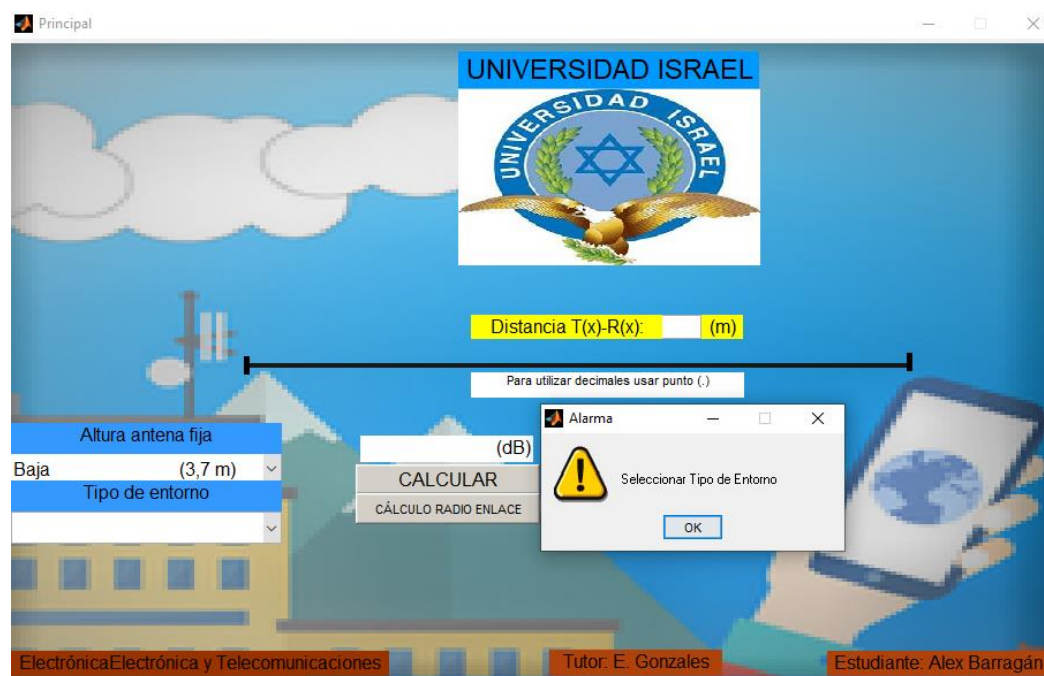 Principal
UNIVERSIDAD ISRAEL
UNIVERSIDAD ISRAEL
Distancia T(x)-R(x): (m)
Para utilizar decimales usar punto (.)
Alarma
Seleccionar Tipo de Entorno
OK
Altura antena fija
Baja (3,7 m)
Tipo de entorno
(dB)
CALCULAR
CÁLCULO RADIO ENLACE
ElectrónicaElectrónica y Telecomunicaciones
Tutor: E. Gonzales
Estudiante: Alex Barragán